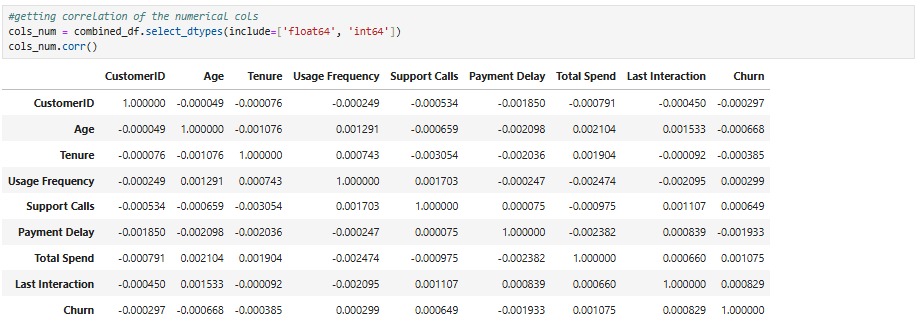 #getting correlation of the numerical cols
cols_num = combined_df.select_dtypes(include=['float64', 'int64'])
cols_num.corr()
CustomerID Age Tenure Usage Frequency Support Calls Payment Delay Total Spend Last Interaction Churn
CustomerID 1.000000 -0.000049 -0.000076 -0.000249 -0.000534 -0.001850 -0.000791 -0.000450 -0.000297
Age -0.000049 1.000000 -0.001076 0.001291 -0.000659 -0.002098 0.002104 0.001533 -0.000668
Tenure -0.000076 -0.001076 1.000000 0.000743 -0.003054 -0.002036 0.001904 -0.000092 -0.000385
Usage Frequency -0.000249 0.001291 0.000743 1.000000 0.001703 -0.000247 -0.002474 -0.002095 0.000299
Support Calls -0.000534 -0.000659 -0.003054 0.001703 1.000000 0.000075 -0.000975 0.001107 0.000649
Payment Delay -0.001850 -0.002098 -0.002036 -0.000247 0.000075 1.000000 -0.002382 0.000839 -0.001933
Total Spend -0.000791 0.002104 0.001904 -0.002474 -0.000975 -0.002382 1.000000 0.000660 0.001075
Last Interaction -0.000450 0.001533 -0.000092 -0.002095 0.001107 0.000839 0.000660 1.000000 0.000829
Churn -0.000297 -0.000668 -0.000385 0.000299 0.000649 -0.001933 0.001075 0.000829 1.000000